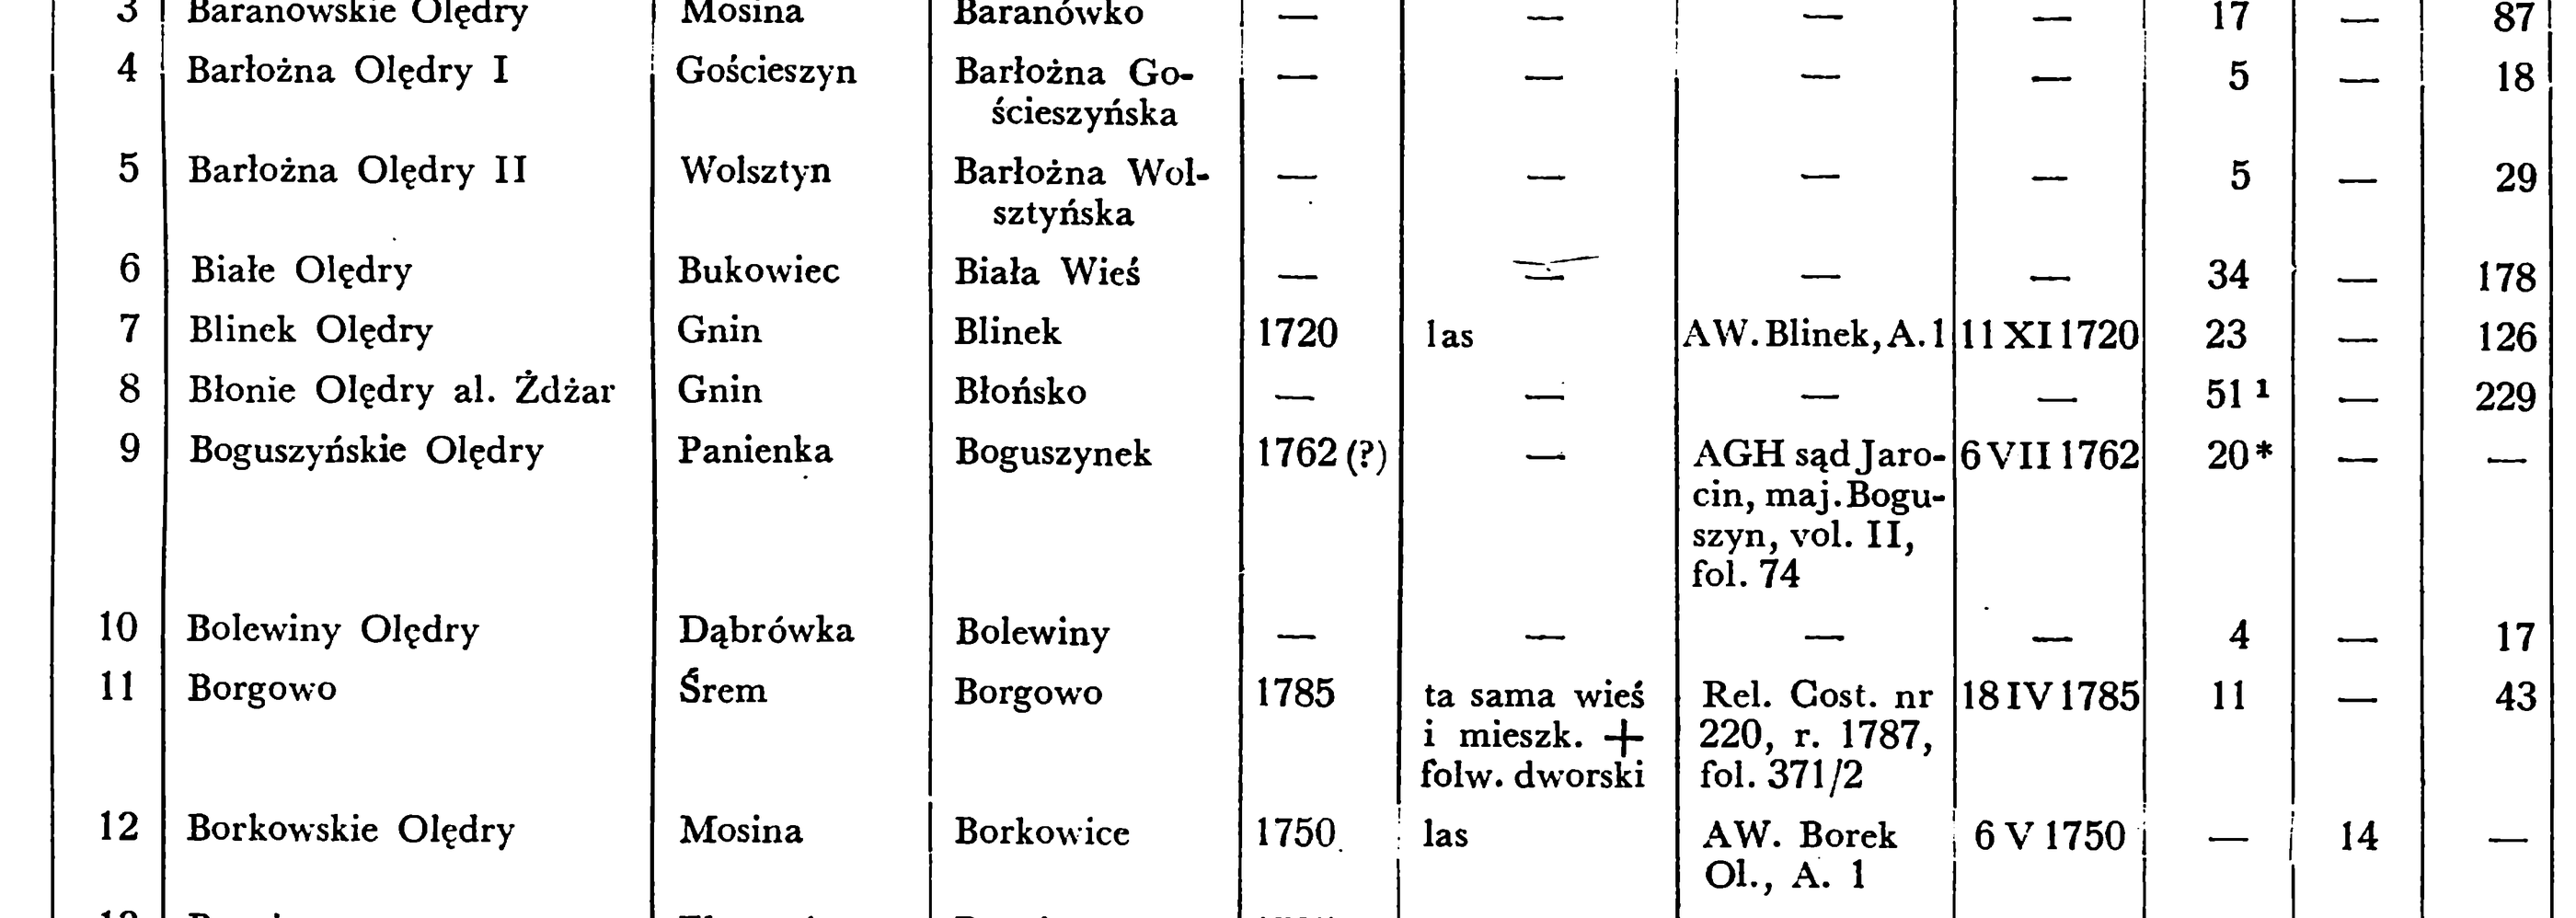 3 Baranowskie Olędry Mosina Baranówko — — — — 17 — 87
4 Barłożna Olędry I Gościeszyn Barłożna Go- — — — — 5 — 18
ścieszyńska
5 Barłożna Olędry II Wolsztyn Barłożna Wol- — — — — 5 — 29
sztyńska
6 Białe Olędry Bukowiec Biała Wieś — — — — 34 — 178
7 Blinek Olędry Gnin Blinek 1720 las AW. Blinek, A. 1 11 XI 1720 23 — 126
8 Błonie Olędry al. Żdżar Gnin Błońsko — — — — 51 ¹ — 229
9 Boguszyńskie Olędry Panienka Boguszynek 1762 (?) — AGH sąd Jaro- 6 VII 1762 20 * — —
cin, maj. Bogu-
szyn, vol. II,
fol. 74
10 Bolewiny Olędry Dąbrówka Bolewiny — — — — 4 — 17
11 Borgowo Śrem Borgowo 1785 ta sama wieś Rel. Gost. nr 18 IV 1785 11 — 43
i mieszk. + 220, r. 1787,
folw. dworski fol. 371/2
12 Borkowskie Olędry Mosina Borkowice 1750 las AW. Borek 6 V 1750 — 14 —
Ol., A. 1